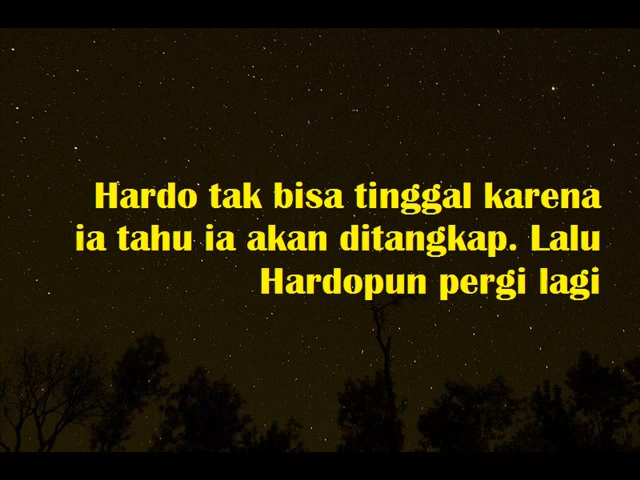 Hardo tak bisa tinggal karena
ia tahu ia akan ditangkap. Lalu
Hardopun pergi lagi